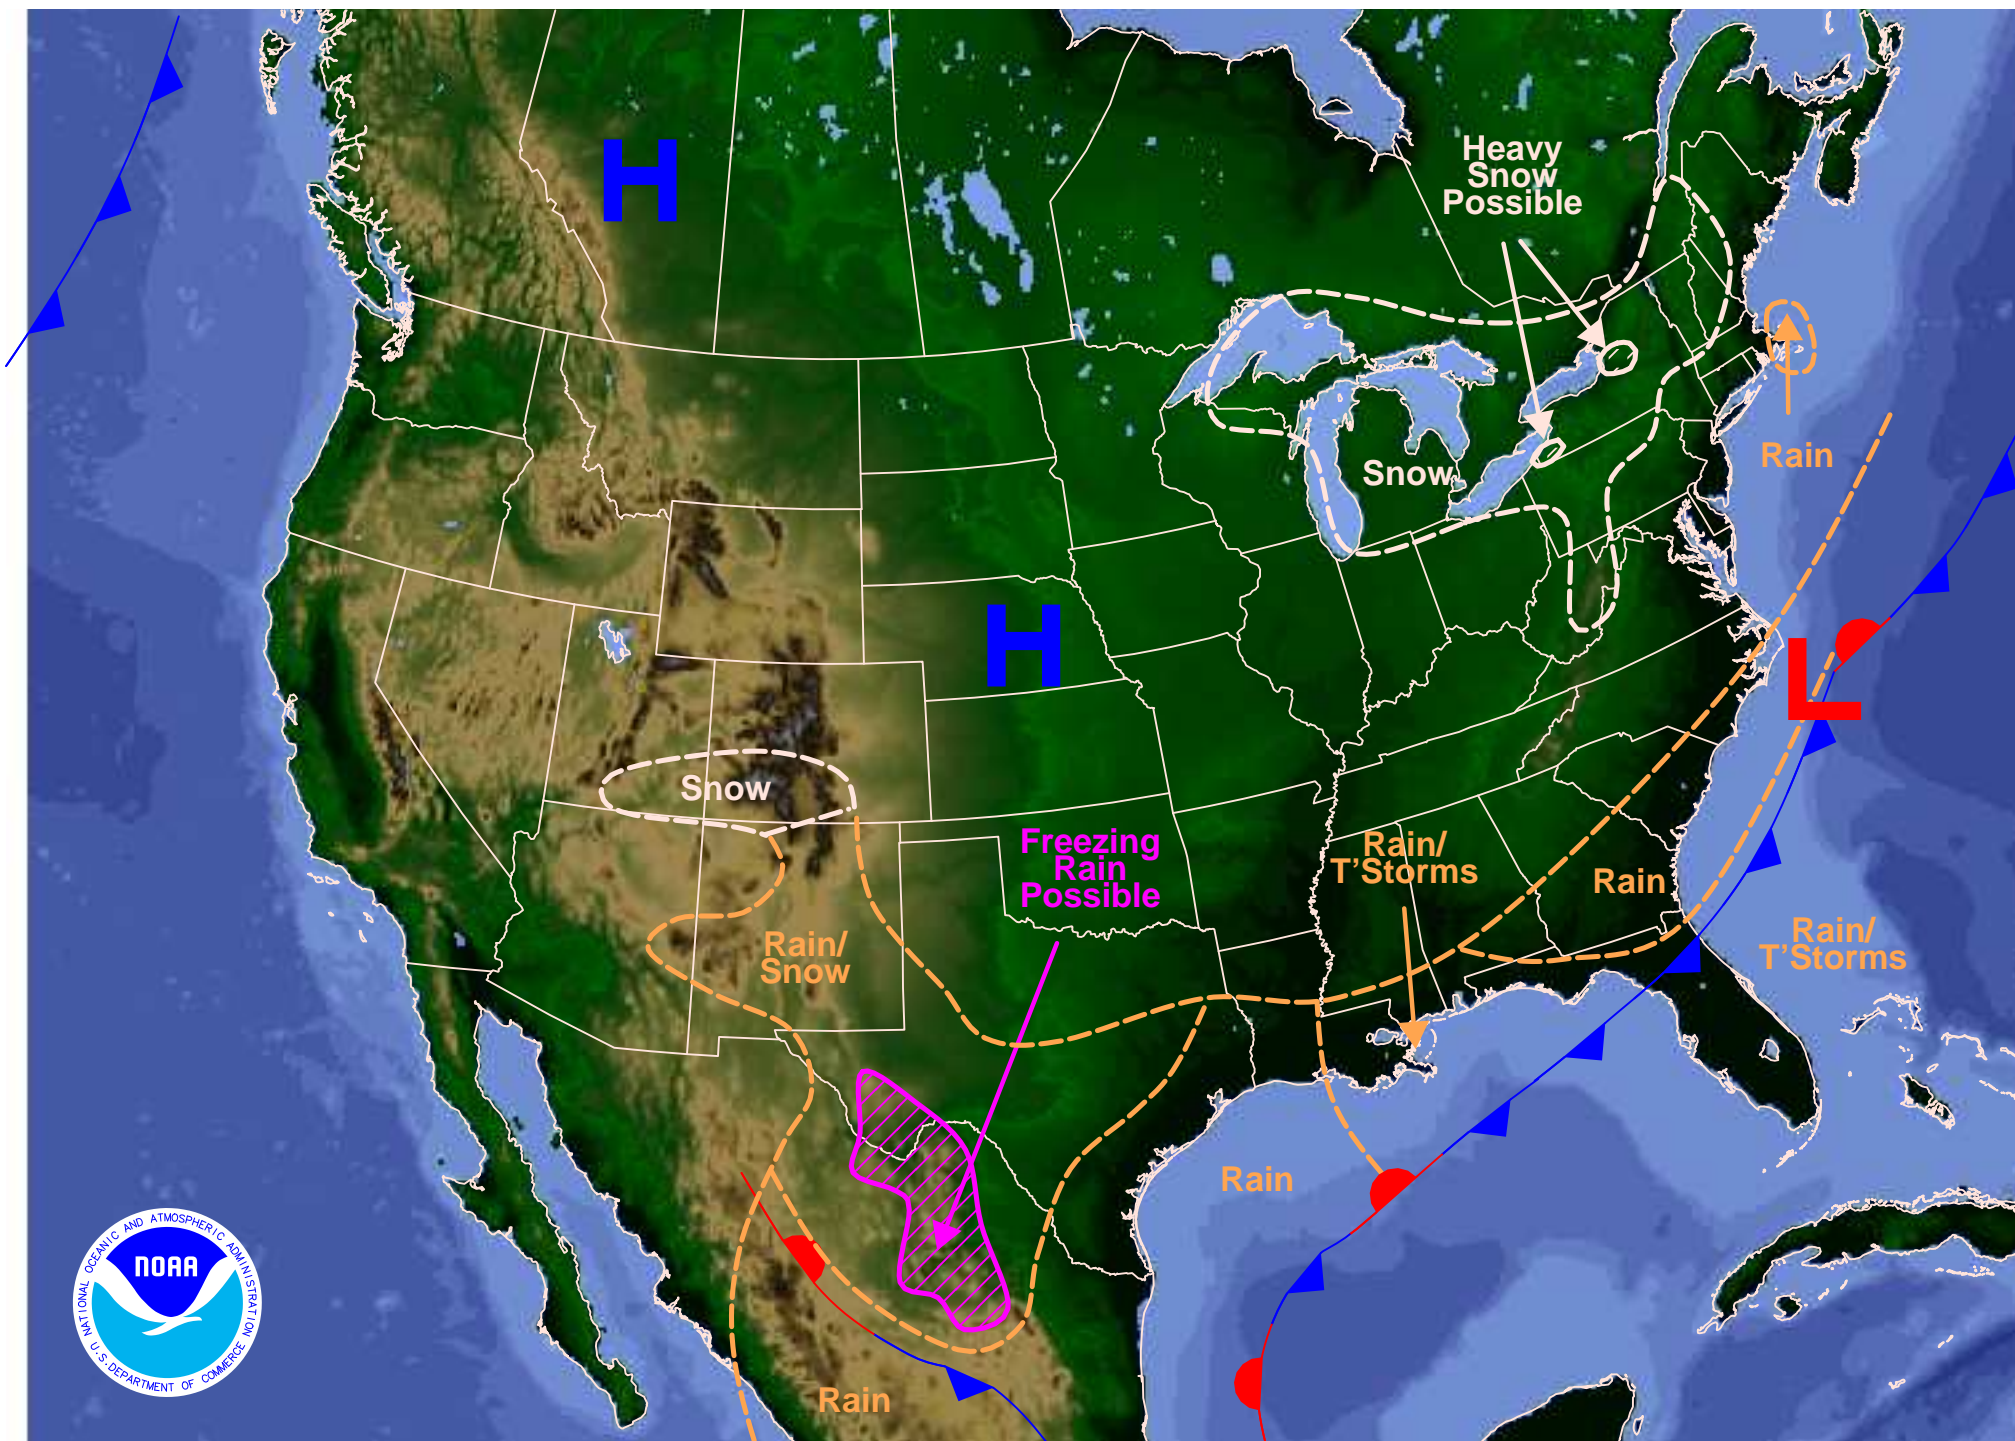 H
Heavy
Snow
Possible
Rain
Snow
H
L
Snow
Freezing
Rain
Possible
Rain/
T'Storms
Rain
Rain/
Snow
Rain/
T'Storms
Rain
Rain
NATIONAL OCEANIC AND ATMOSPHERIC ADMINISTRATION
NOAA
U.S. DEPARTMENT OF COMMERCE